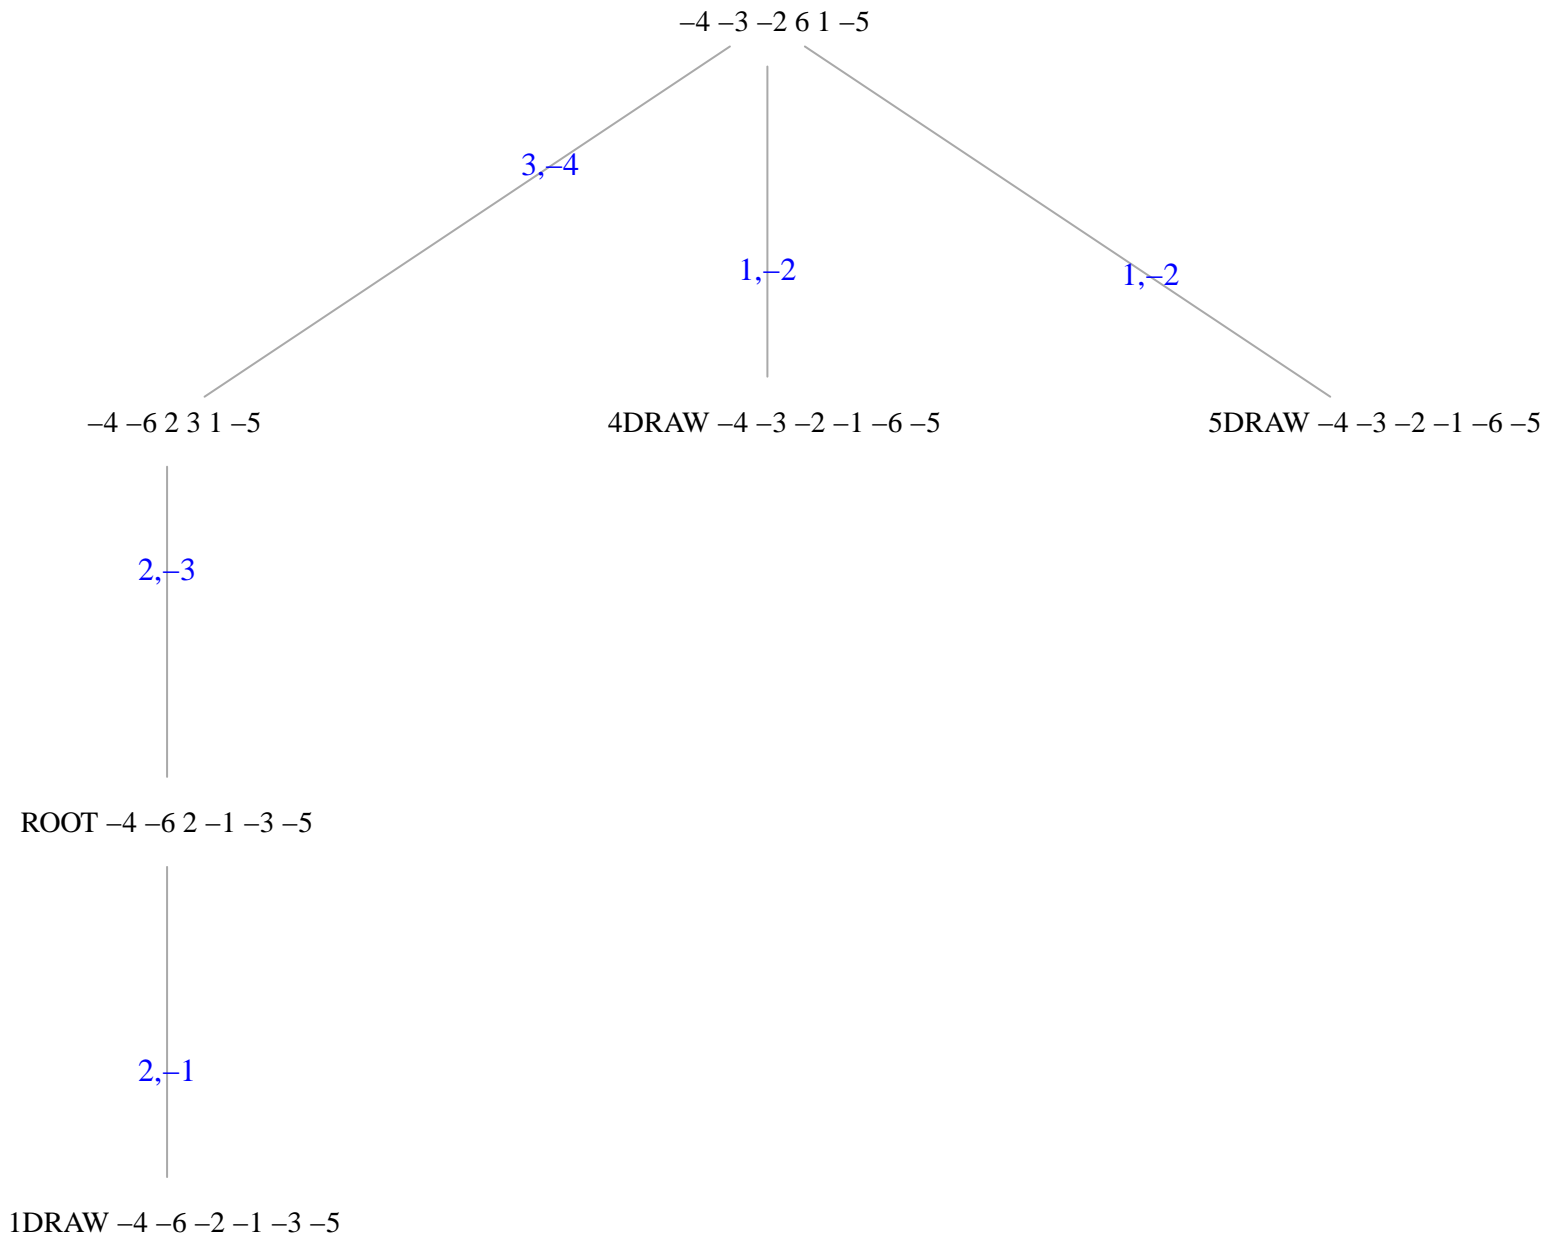 –4 –3 –2 6 1 –5
3,–4
1,–2
1,–2
–4 –6 2 3 1 –5
4DRAW –4 –3 –2 –1 –6 –5
5DRAW –4 –3 –2 –1 –6 –5
2,–3
ROOT –4 –6 2 –1 –3 –5
2,–1
1DRAW –4 –6 –2 –1 –3 –5